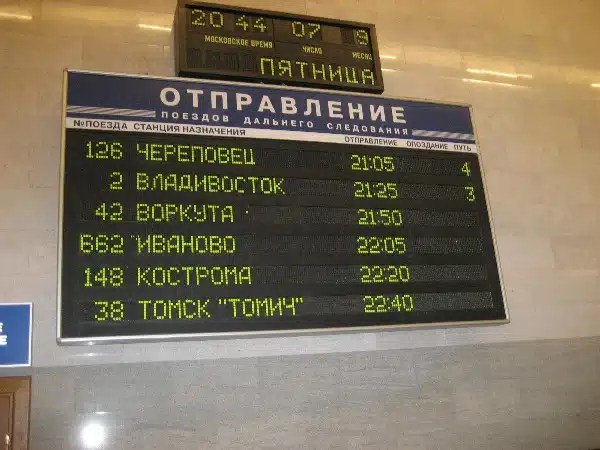 20 44 07 9
МОСКОВСКОЕ ВРЕМЯ ЧИСЛО МЕСЯЦ
ПЯТНИЦА
ОТПРАВЛЕНИЕ
ПОЕЗДОВ ДАЛЬНЕГО СЛЕДОВАНИЯ
№ПОЕЗДА СТАНЦИЯ НАЗНАЧЕНИЯ ОТПРАВЛЕНИЕ ОПОЗДАНИЕ ПУТЬ
126 ЧЕРЕПОВЕЦ 21:05 4
2 ВЛАДИВОСТОК 21:25 3
42 ВОРКУТА 21:50
662 ИВАНОВО 22:05
148 КОСТРОМА 22:20
38 ТОМСК "ТОМИЧ" 22:40